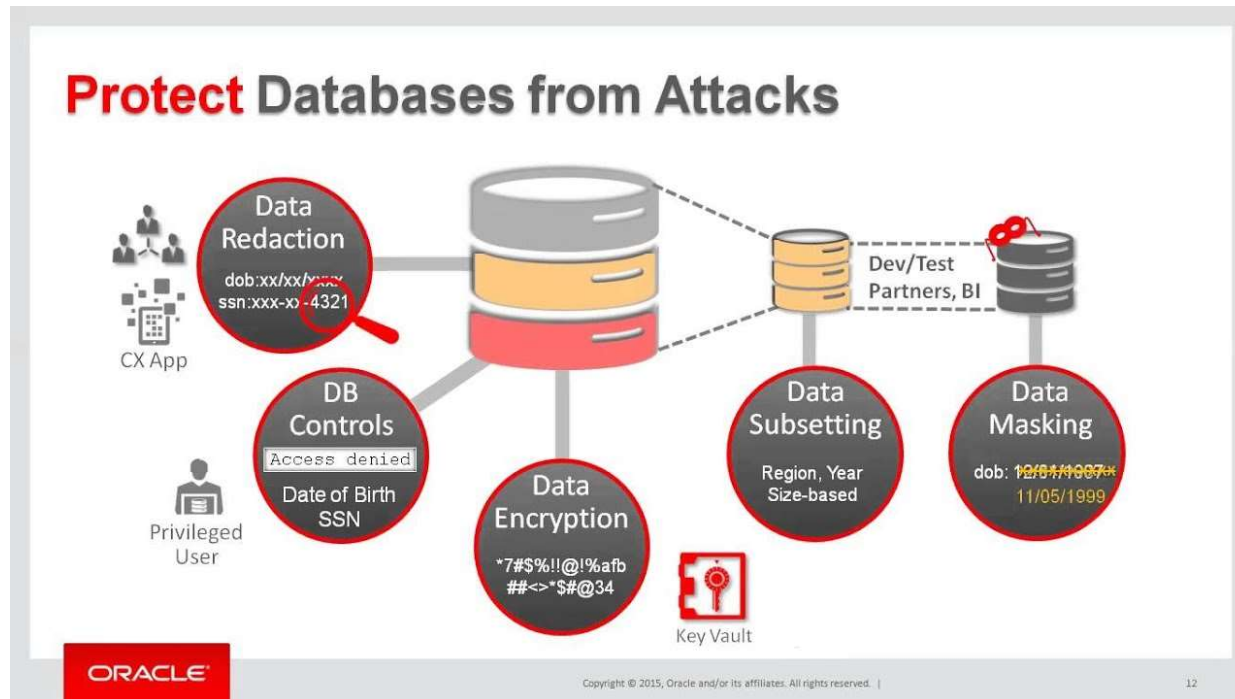 Protect Databases from Attacks
Data
Redaction
dob:xx/xx/xxxx
ssn:xxx-xx-4321
CX App
DB
Controls
Access denied
Date of Birth
SSN
Privileged
User
Data
Encryption
*7#$%!!@!%afb
##<>*$#@34
Key Vault
Dev/Test
Partners, BI
Data
Subsetting
Region, Year
Size-based
Data
Masking
dob:
11/05/1999
ORACLE
Copyright © 2015, Oracle and/or its affiliates. All rights reserved. |
12